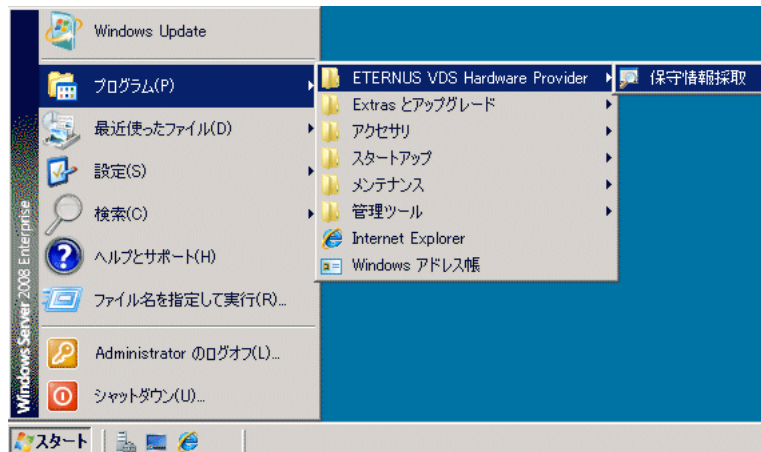 Windows Update
プログラム(P)
最近使ったファイル(D)
設定(S)
検索(C)
ヘルプとサポート(H)
ファイル名を指定して実行(R)...
Administrator のログオフ(L)...
シャットダウン(U)...
Windows Server 2008 Enterprise
ETERNUS VDS Hardware Provider
Extras とアップグレード
アクセサリ
スタートアップ
メンテナンス
管理ツール
Internet Explorer
Windows アドレス帳
保守情報採取
スタート